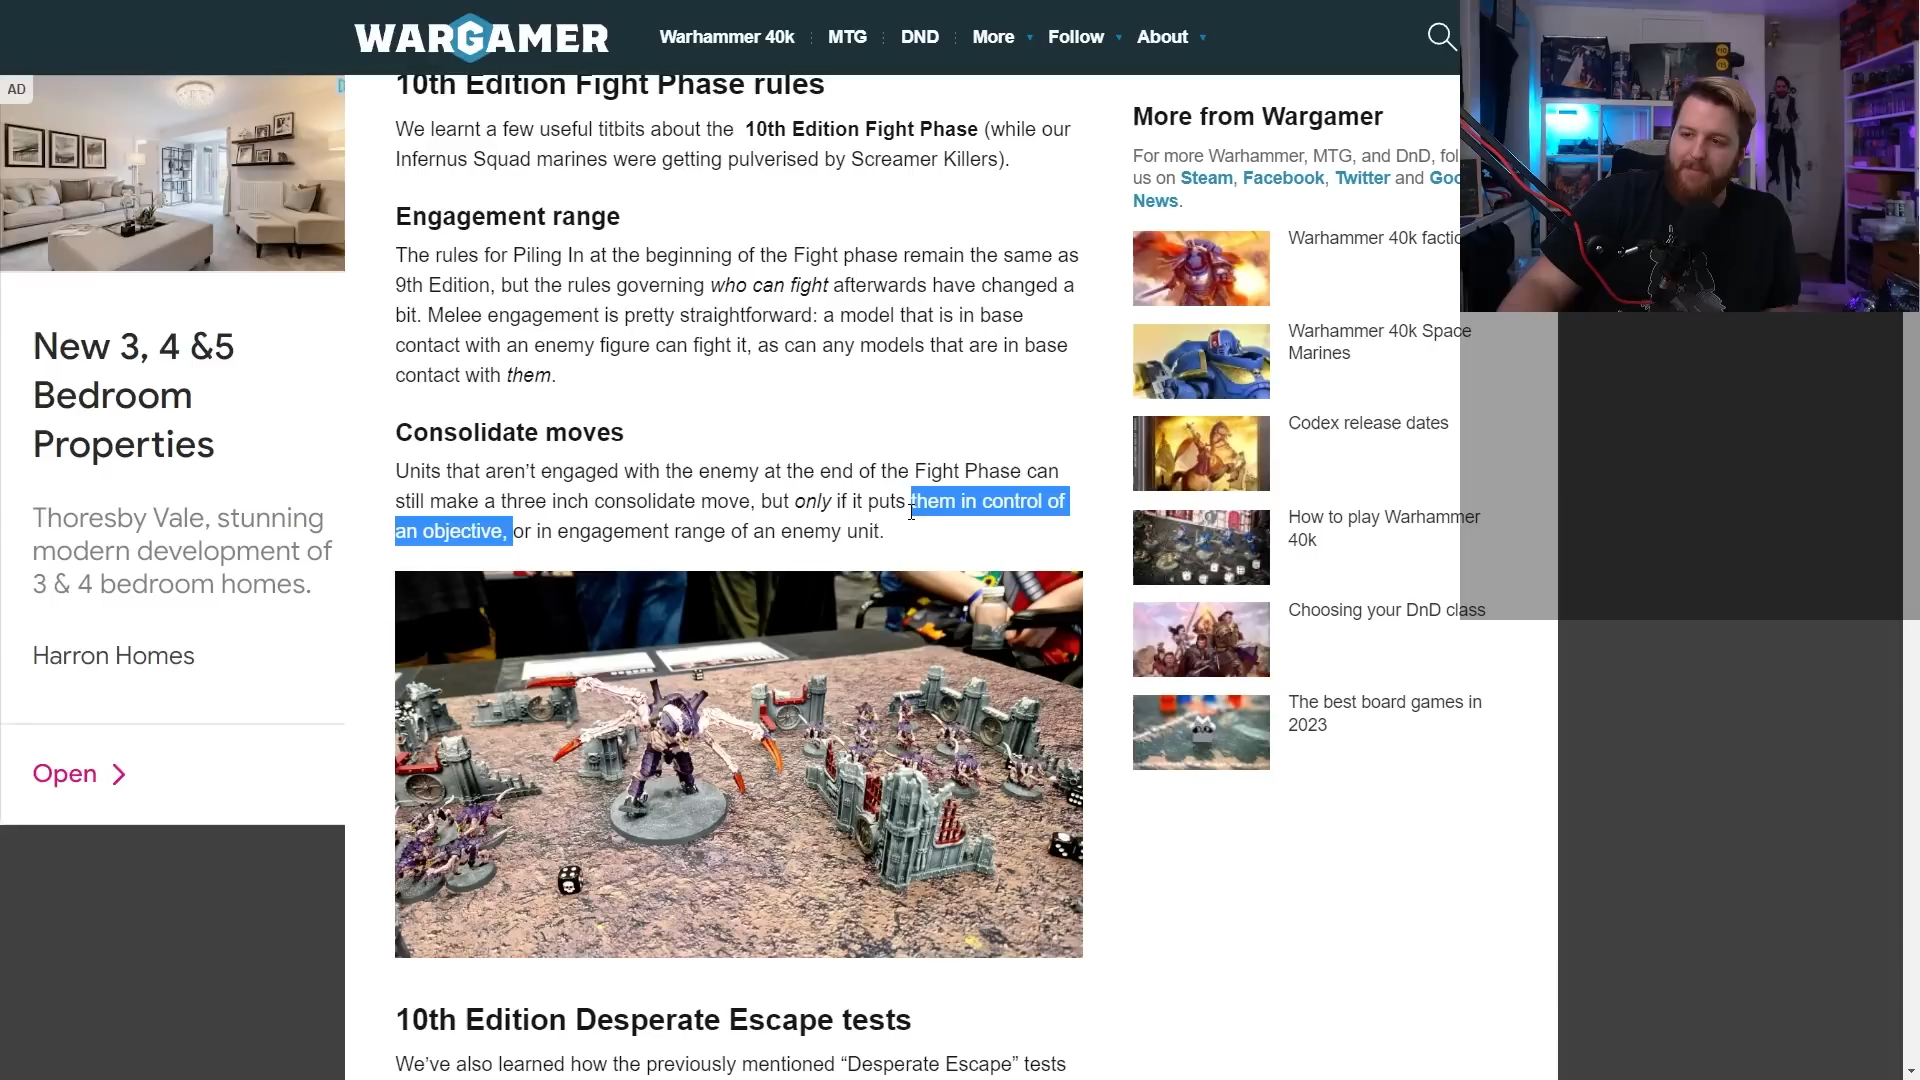 WARGAMER
Warhammer 40k
MTG
DND
More
Follow
About
AD
New 3, 4 &5
Bedroom
Properties
Thoresby Vale, stunning
modern development of
3 & 4 bedroom homes.
Harron Homes
Open
10th Edition Fight Phase rules
We learnt a few useful titbits about the 10th Edition Fight Phase (while our
Infernus Squad marines were getting pulverised by Screamer Killers).
Engagement range
The rules for Piling In at the beginning of the Fight phase remain the same as
9th Edition, but the rules governing who can fight afterwards have changed a
bit. Melee engagement is pretty straightforward: a model that is in base
contact with an enemy figure can fight it, as can any models that are in base
contact with them.
Consolidate moves
Units that aren’t engaged with the enemy at the end of the Fight Phase can
still make a three inch consolidate move, but only if it puts them in control of
an objective, or in engagement range of an enemy unit.
10th Edition Desperate Escape tests
We’ve also learned how the previously mentioned “Desperate Escape” tests
More from Wargamer
For more Warhammer, MTG, and DnD, fol
us on Steam, Facebook, Twitter and Goo
News.
Warhammer 40k factio
Warhammer 40k Space
Marines
Codex release dates
How to play Warhammer
40k
Choosing your DnD class
The best board games in
2023